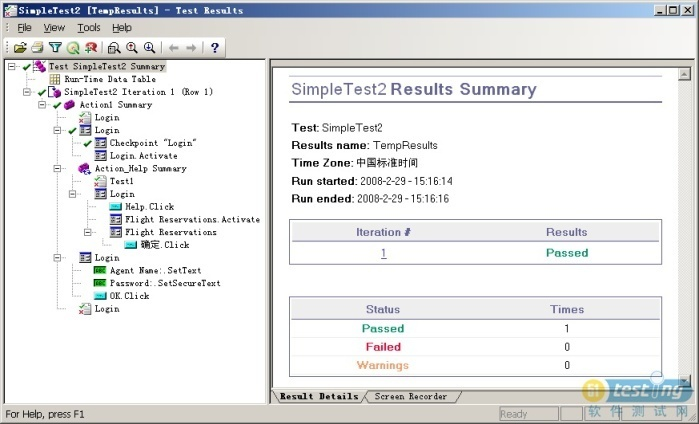 SimpleTest2 [TempResults] - Test Results
File View Tools Help
Test SimpleTest2 Summary
Run-Time Data Table
SimpleTest2 Iteration 1 (Row 1)
Action1 Summary
Login
Login
Checkpoint "Login"
Login.Activate
Action_Help Summary
Test1
Login
Help.Click
Flight Reservations.Activate
Flight Reservations
确定.Click
Login
Agent Name:.SetText
Password:.SetSecureText
OK.Click
Login
SimpleTest2 Results Summary
Test: SimpleTest2
Results name: TempResults
Time Zone: 中国标准时间
Run started: 2008-2-29 - 15:16:14
Run ended: 2008-2-29 - 15:16:16
Iteration # Results
1 Passed
Status Times
Passed 1
Failed 0
Warnings 0
Result Details Screen Recorder
For Help, press F1
Ready
51 testing
软件测试网